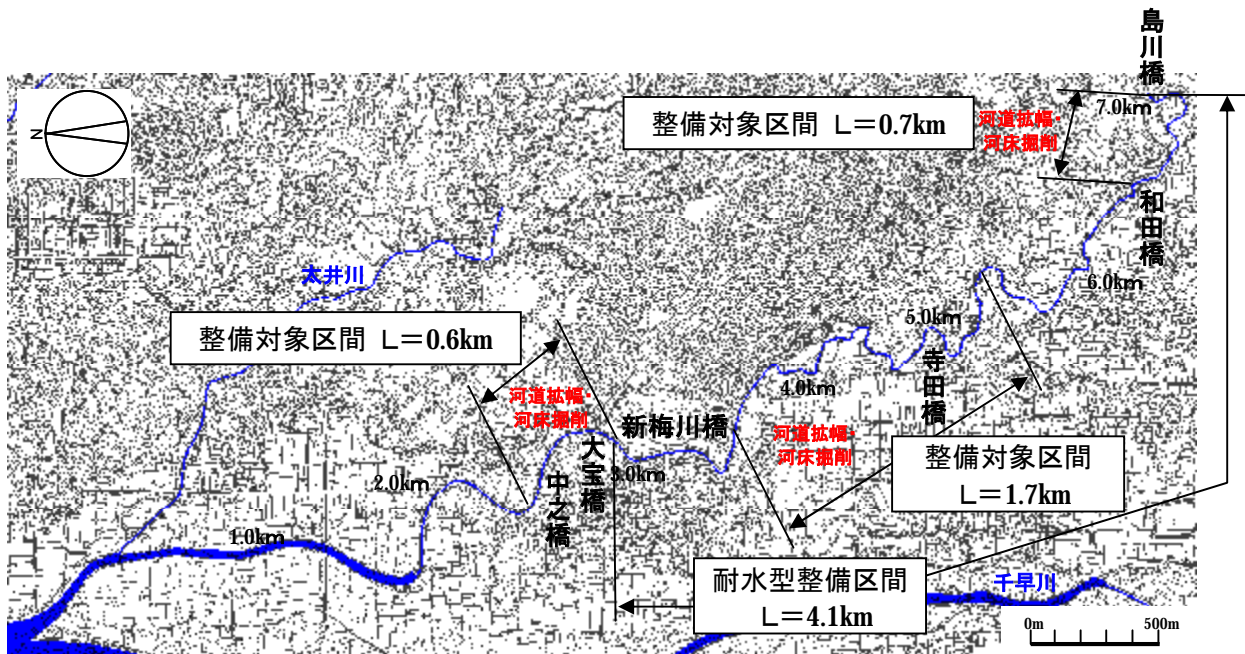 島川橋
整備対象区間 L=0.7km
河道拡幅・
河床掘削
7.0km
N
和田橋
太井川
6.0km
整備対象区間 L=0.6km
5.0km
寺田橋
4.0km
河道拡幅・
河床掘削
新梅川橋
河道拡幅・
河床掘削
大宝橋
3.0km
中之橋
2.0km
整備対象区間
L=1.7km
1.0km
耐水型整備区間
L=4.1km
千早川
0m
500m